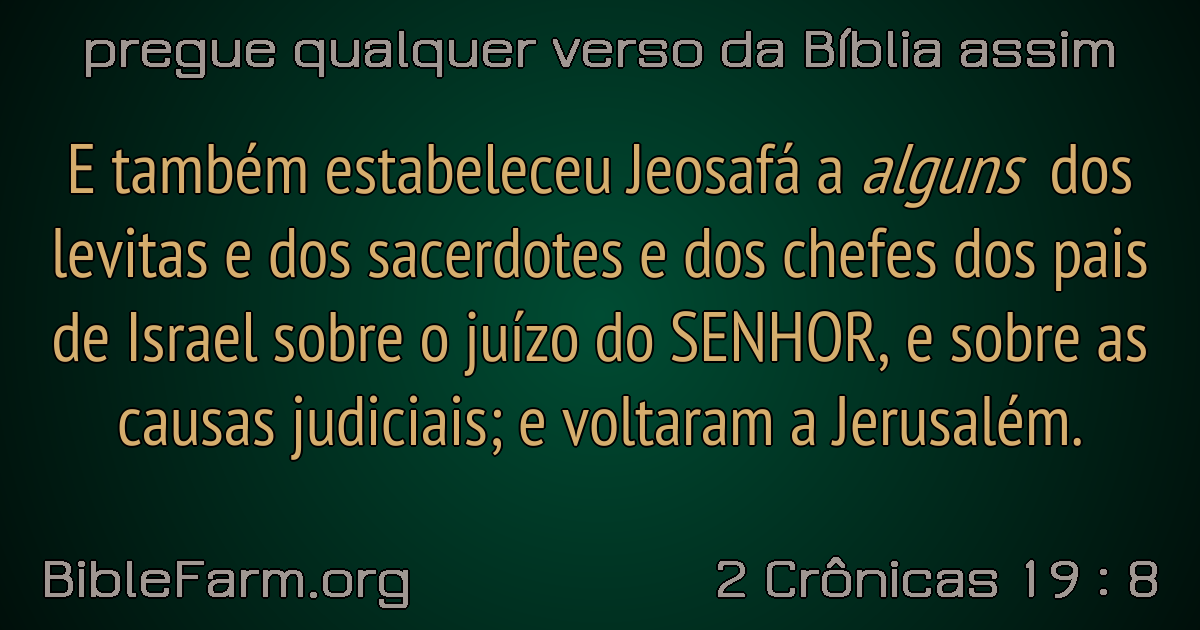 pregue qualquer verso da Bíblia assim
E também estabeleceu Jeosafá a alguns dos
levitas e dos sacerdotes e dos chefes dos pais
de Israel sobre o juízo do SENHOR, e sobre as
causas judiciais; e voltaram a Jerusalém.
BibleFarm.org
2 Crônicas 19 : 8